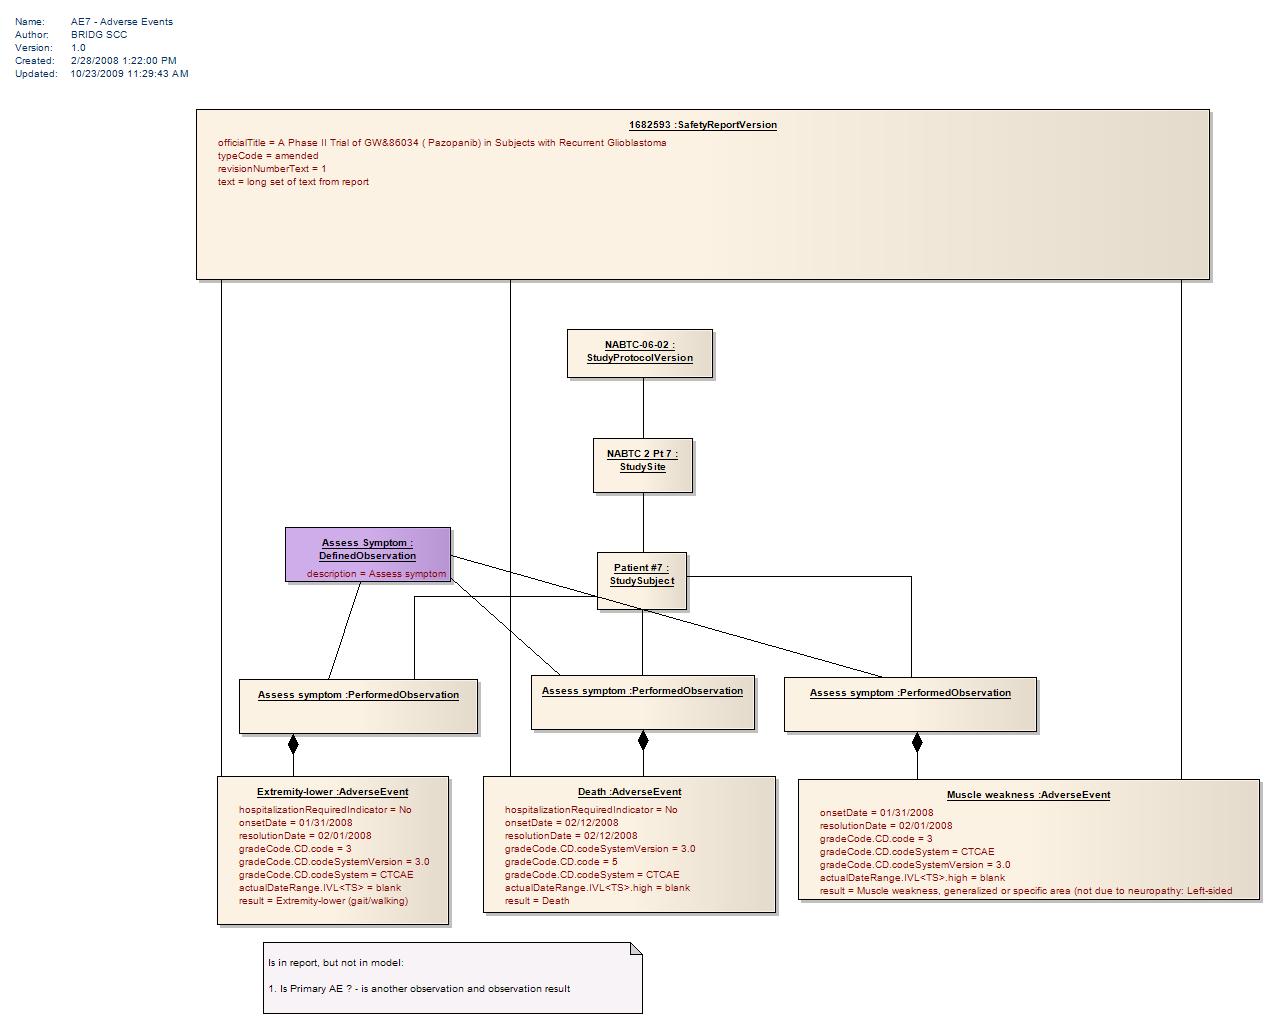 Name: AE7 - Adverse Events
Author: BRIDG SCC
Version: 1.0
Created: 2/28/2008 1:22:00 PM
Updated: 10/23/2009 11:29:43 AM
1682593 :SafetyReportVersion
officialTitle = A Phase II Trial of GW&86034 ( Pazopanib) in Subjects with Recurrent Glioblastoma
typeCode = amended
revisionNumberText = 1
text = long set of text from report
NABTC-06-02 :
StudyProtocolVersion
NABTC 2 Pt 7 :
StudySite
Assess Symptom :
DefinedObservation
description = Assess symptom
Patient #7 :
StudySubject
Assess symptom :PerformedObservation
Assess symptom :PerformedObservation
Assess symptom :PerformedObservation
Extremity-lower :AdverseEvent
hospitalizationRequiredIndicator = No
onsetDate = 01/31/2008
resolutionDate = 02/01/2008
gradeCode.CD.code = 3
gradeCode.CD.codeSystemVersion = 3.0
gradeCode.CD.codeSystem = CTCAE
actualDateRange.IVL<TS> = blank
result = Extremity-lower (gait/walking)
Death :AdverseEvent
hospitalizationRequiredIndicator = No
onsetDate = 02/12/2008
resolutionDate = 02/12/2008
gradeCode.CD.codeSystemVersion = 3.0
gradeCode.CD.code = 5
gradeCode.CD.codeSystem = CTCAE
actualDateRange.IVL<TS>.high = blank
result = Death
Muscle weakness :AdverseEvent
onsetDate = 01/31/2008
resolutionDate = 02/01/2008
gradeCode.CD.code = 3
gradeCode.CD.codeSystem = CTCAE
gradeCode.CD.codeSystemVersion = 3.0
actualDateRange.IVL<TS>.high = blank
result = Muscle weakness, generalized or specific area (not due to neuropathy: Left-sided
Is in report, but not in model:
1. Is Primary AE ? - is another observation and observation result